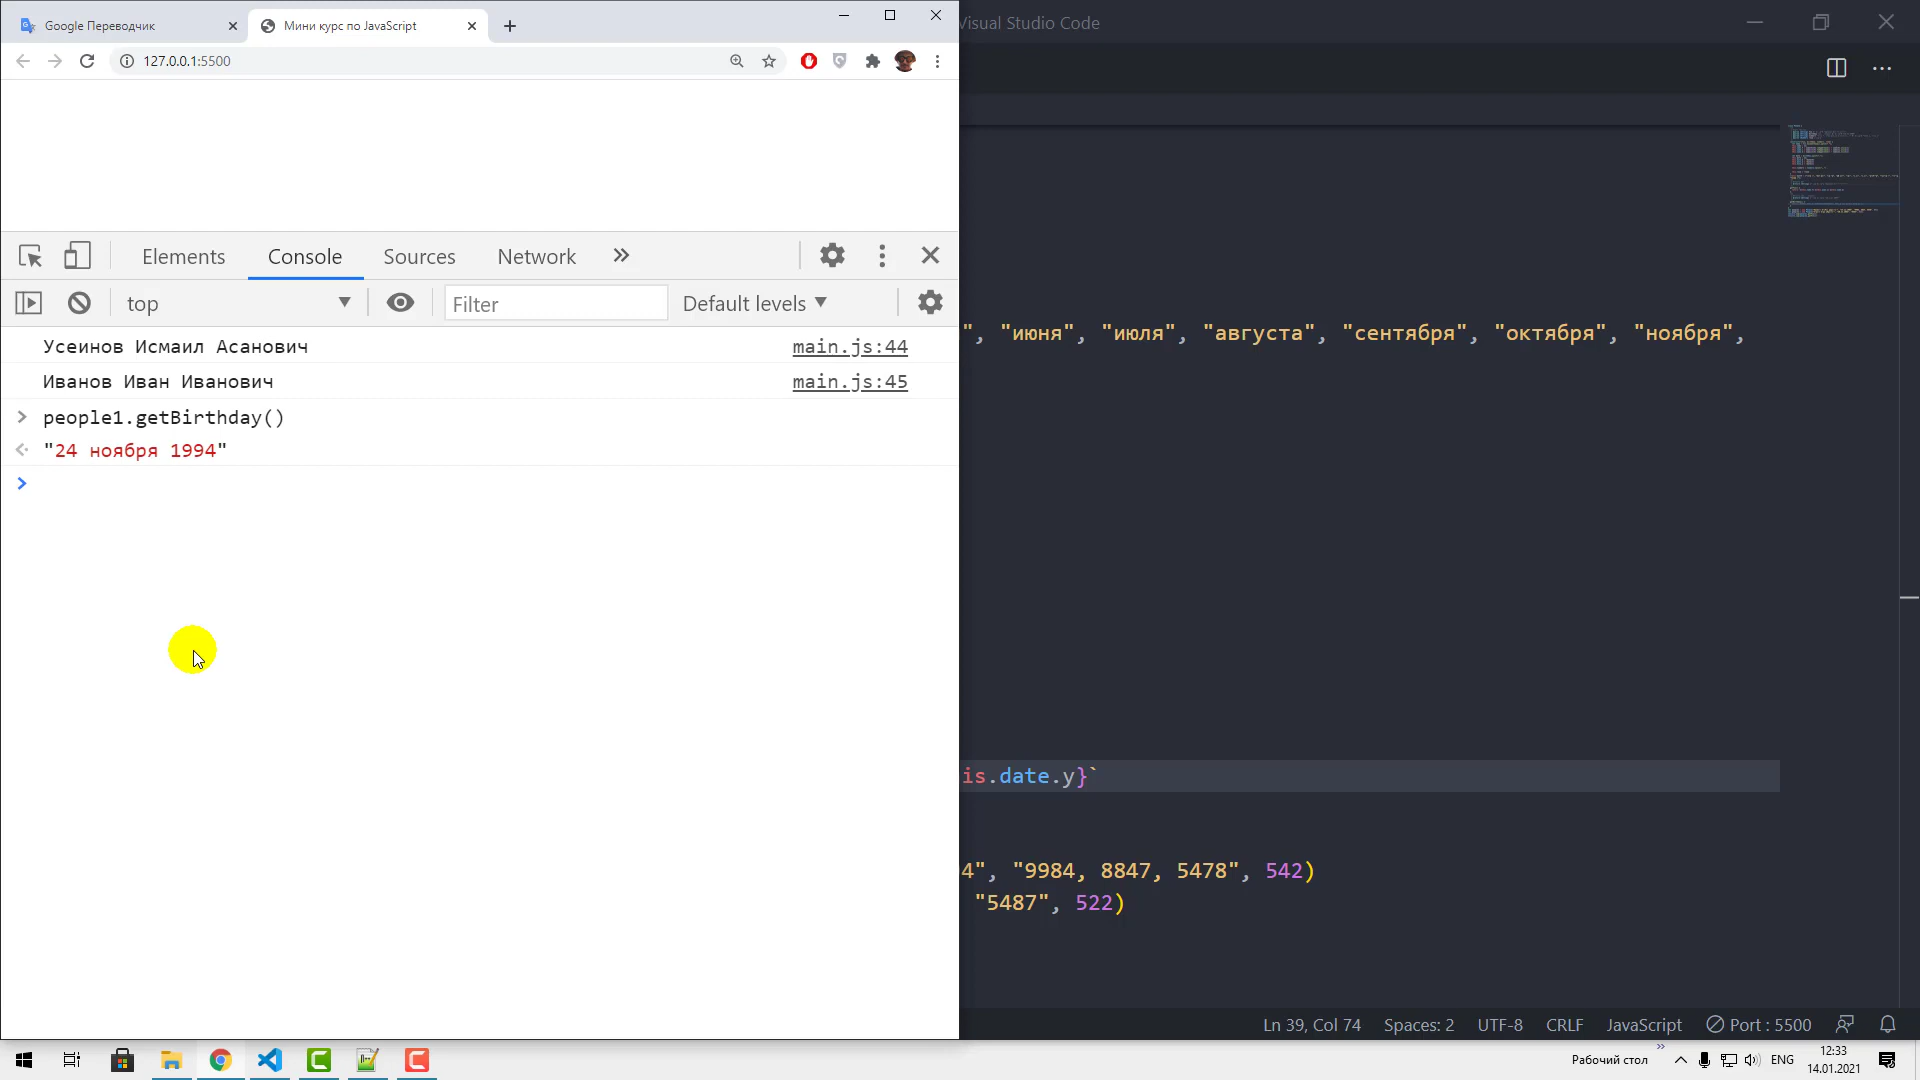 Google Переводчик
Мини курс по JavaScript
Visual Studio Code
127.0.0.1:5500
Elements
Console
Sources
Network
top
Filter
Default levels
Усеинов Исмаил Асанович
main.js:44
Иванов Иван Иванович
main.js:45
people1.getBirthday()
"24 ноября 1994"
", "июня", "июля", "августа", "сентября", "октября", "ноября",
is.date.y}`
4", "9984, 8847, 5478", 542)
"5487", 522)
Ln 39, Col 74
Spaces: 2
UTF-8
CRLF
JavaScript
Port : 5500
Рабочий стол
ENG
12:33
14.01.2021